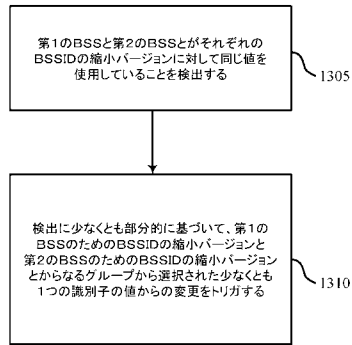 第1のBSSと第2のBSSとがそれぞれの
BSSIDの縮小バージョンに対して同じ値を
使用していることを検出する
1305
検出に少なくとも部分的に基づいて、第1の
BSSのためのBSSIDの縮小バージョンと
第2のBSSのためのBSSIDの縮小バージョン
とからなるグループから選択された少なくとも
1つの識別子の値からの変更をトリガする
1310